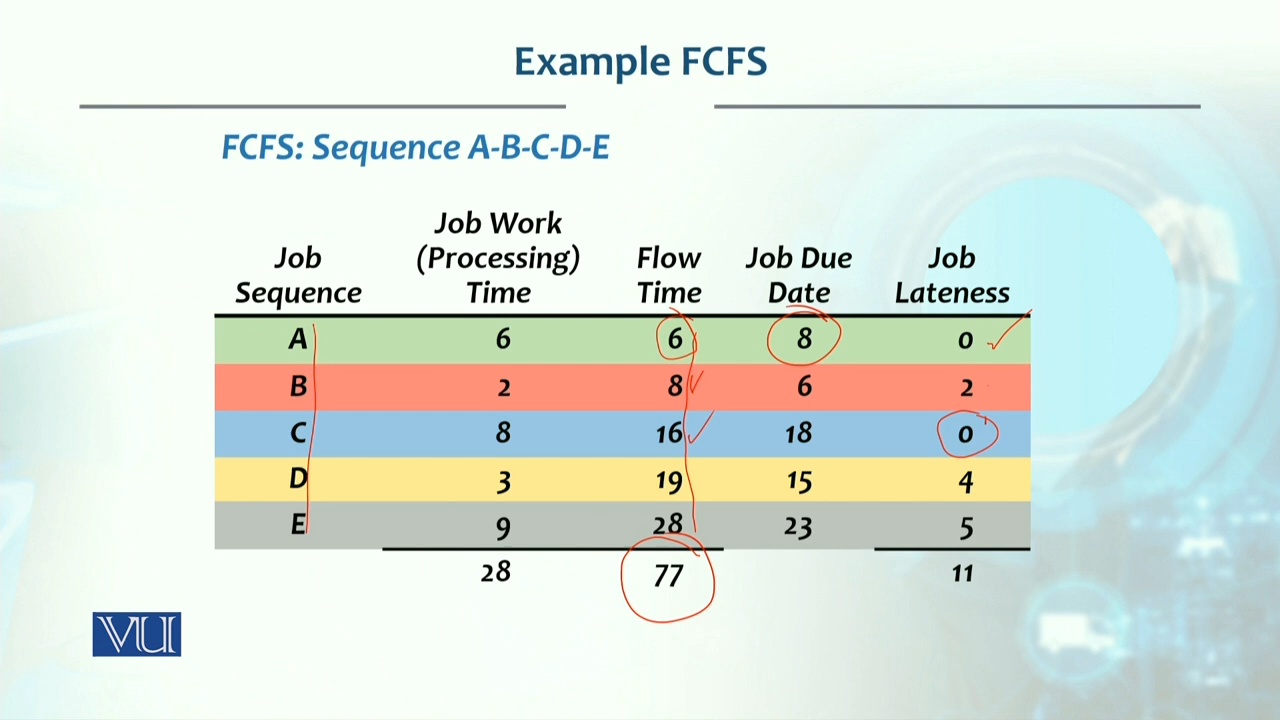 Example FCFS
FCFS: Sequence A-B-C-D-E
Job Sequence Job Work (Processing) Time Flow Time Job Due Date Job Lateness
A 6 6 8 0
B 2 8 6 2
C 8 16 18 0
D 3 19 15 4
E 9 28 23 5
28 77 11
VU